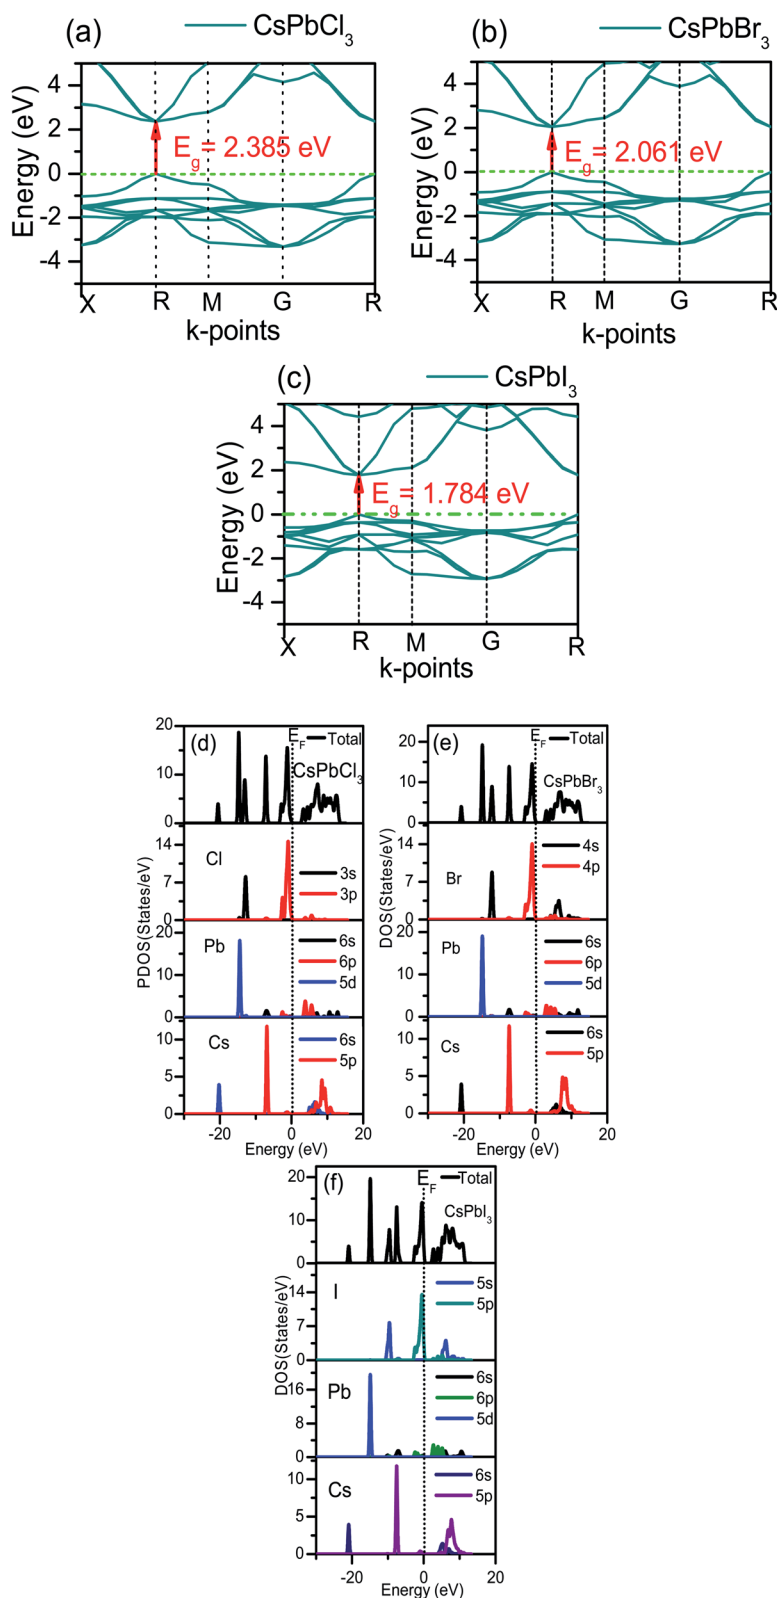 (a) CsPbCl3
Energy (eV)
4
2
0
-2
-4
Eg = 2.385 eV
X R M G R
k-points
(b) CsPbBr3
Energy (eV)
4
2
0
-2
-4
Eg = 2.061 eV
X R M G R
k-points
(c) CsPbI3
Energy (eV)
4
2
0
-2
-4
Eg = 1.784 eV
X R M G R
k-points
(d) EF Total
CsPbCl3
20
15
10
5
0
PDOS(States/eV)
Cl
14
7
0
3s
3p
Pb
20
10
0
6s
6p
5d
Cs
10
5
0
6s
5p
-20 0 20
Energy (eV)
(e) EF Total
CsPbBr3
20
10
0
DOS(States/eV)
Br
14
7
0
4s
4p
Pb
20
10
0
6s
6p
5d
Cs
10
5
0
6s
5p
-20 0 20
Energy (eV)
(f) EF Total
CsPbI3
20
15
10
5
0
DOS(States/eV)
I
14
7
0
5s
5p
Pb
16
8
0
6s
6p
5d
Cs
10
5
0
6s
5p
-20 0 20
Energy (eV)